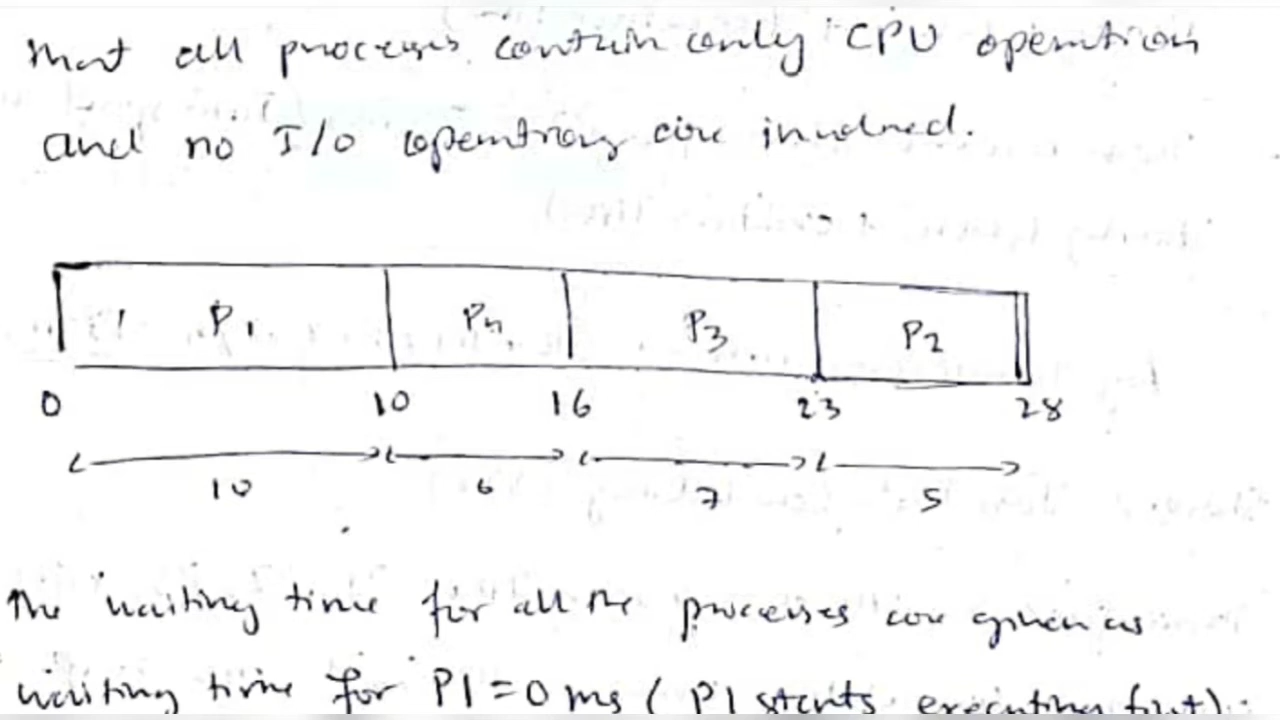 that all processes contain only CPU operation
and no I/O operations are involved.
P1 P4 P3 P2
0 10 16 23 28
10 6 7 5
The waiting time for all the processes are given as
waiting time for P1 = 0 ms ( P1 starts executing first)